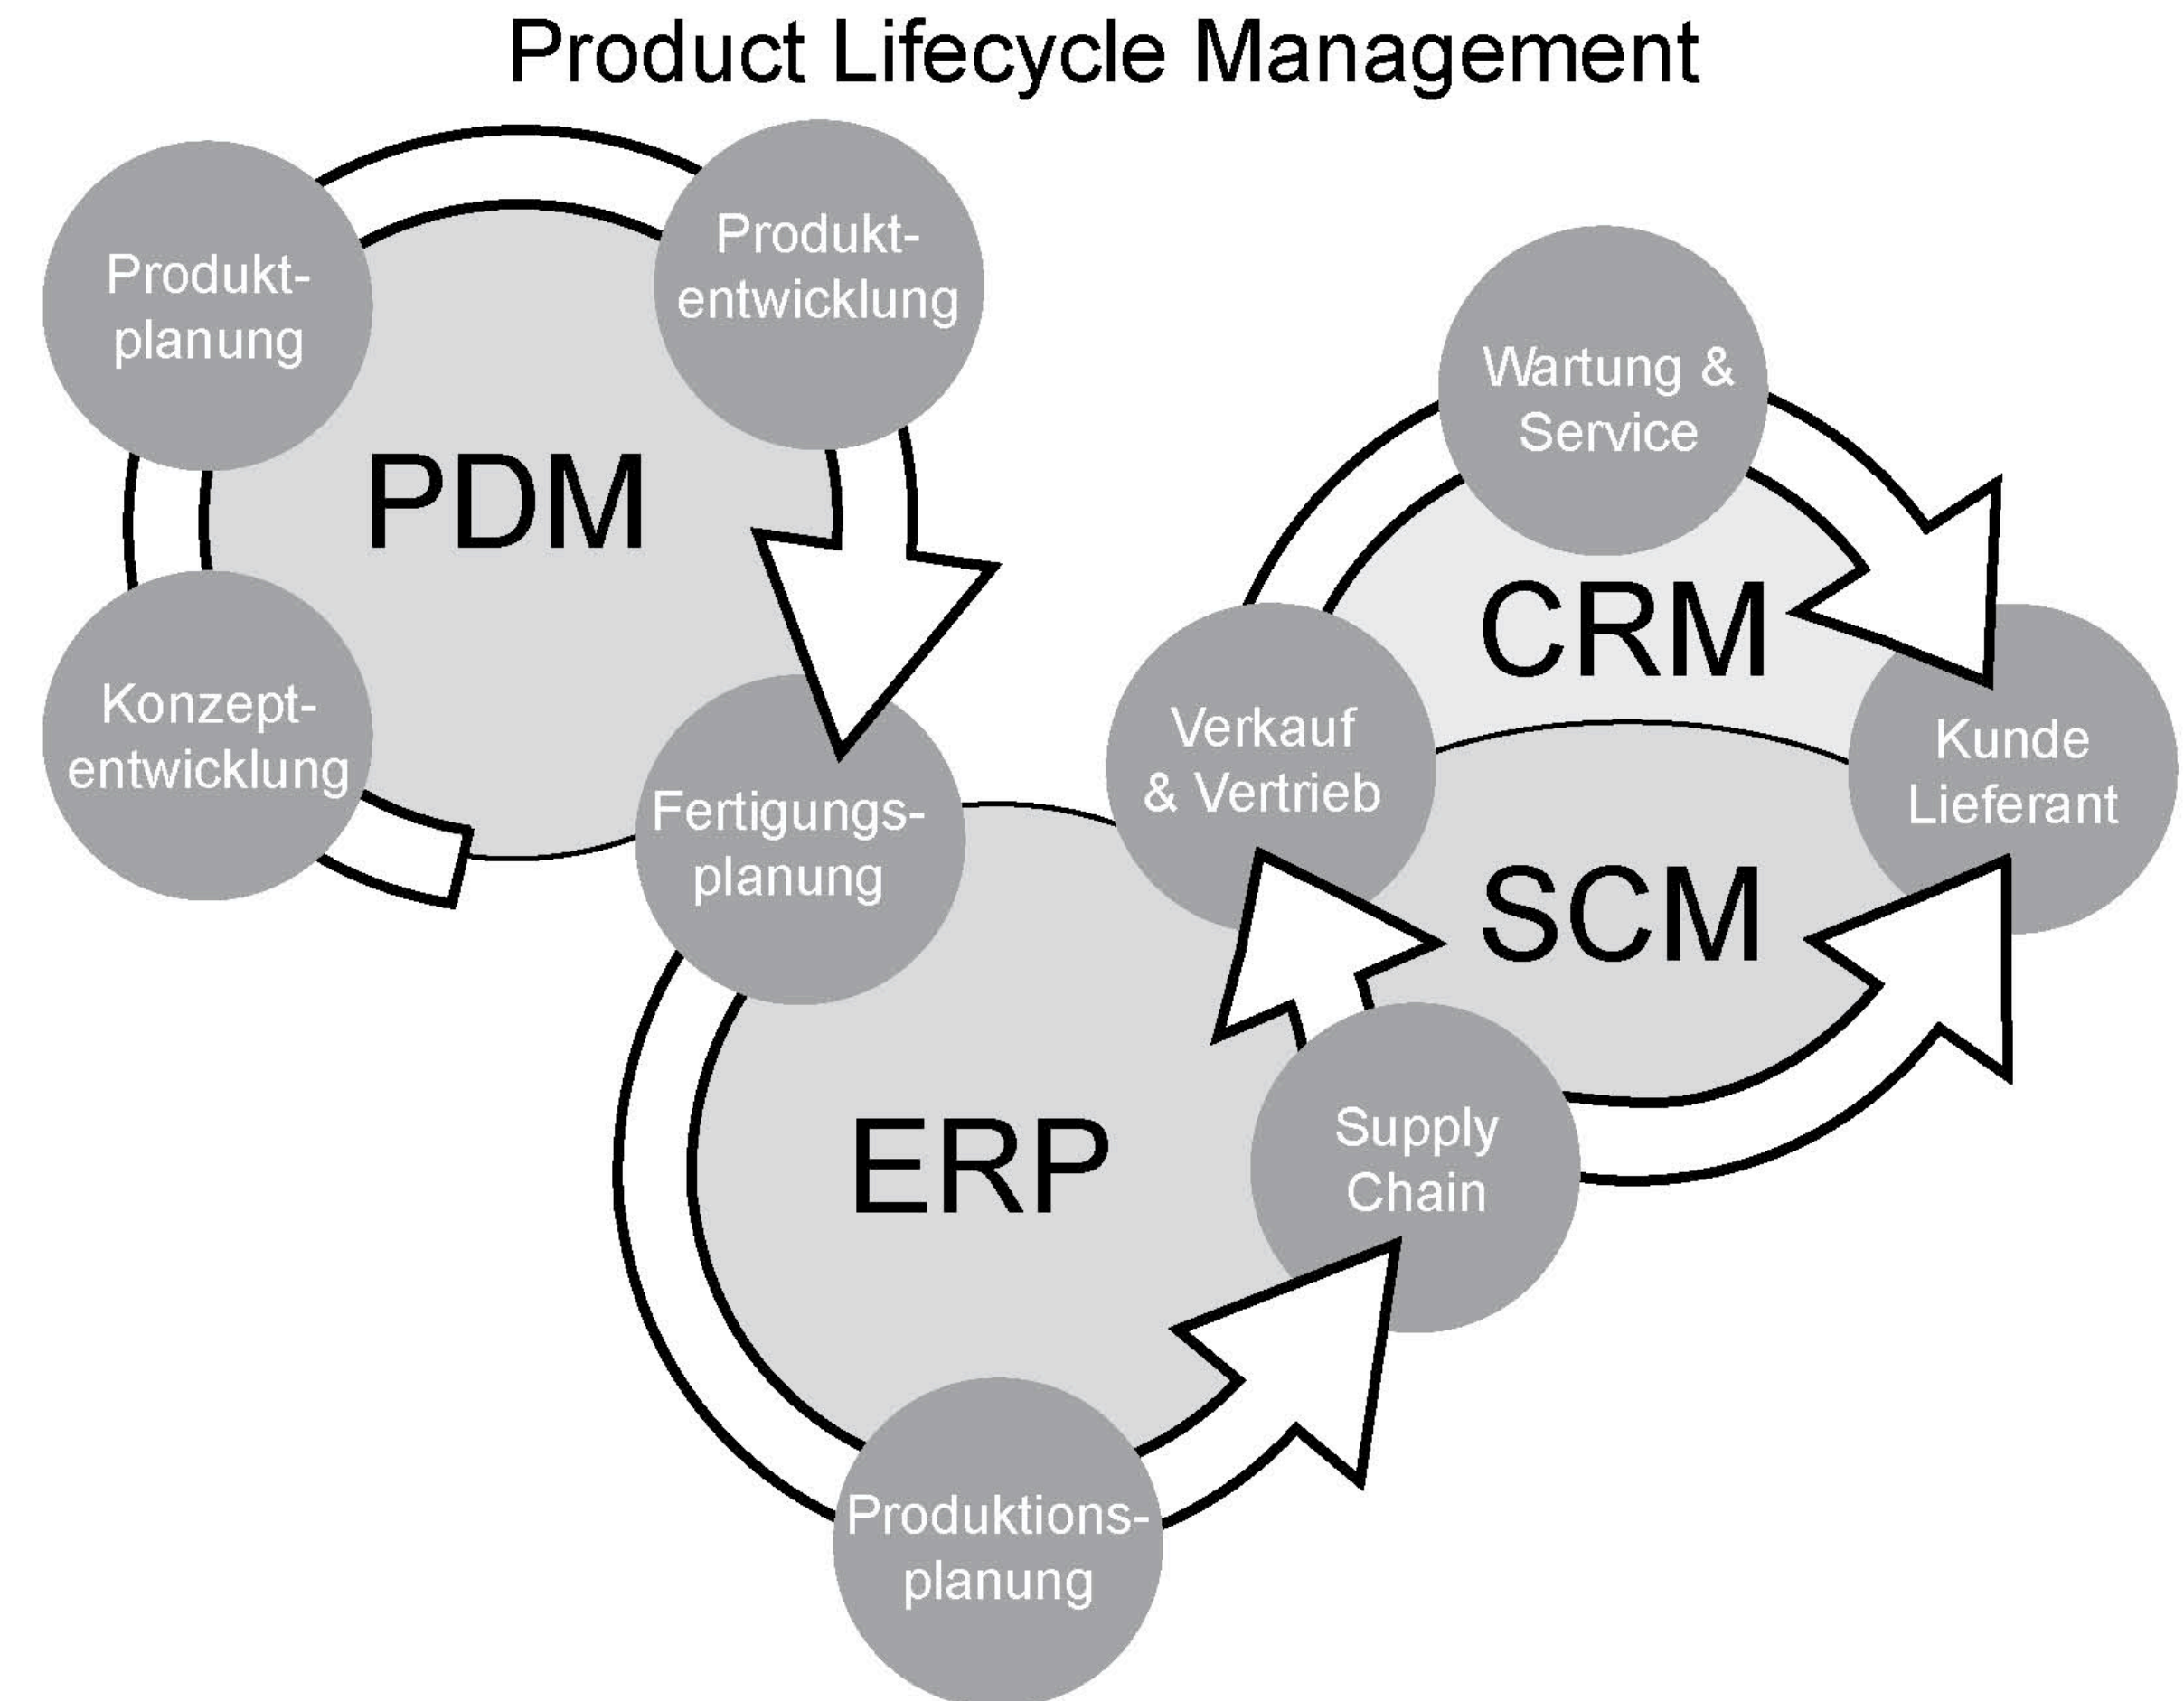 Product Lifecycle Management
Produkt-
planung
Produkt-
entwicklung
PDM
Konzept-
entwicklung
Fertigungs-
planung
Wartung &
Service
CRM
Verkauf
& Vertrieb
Kunde
Lieferant
SCM
ERP
Supply
Chain
Produktions-
planung